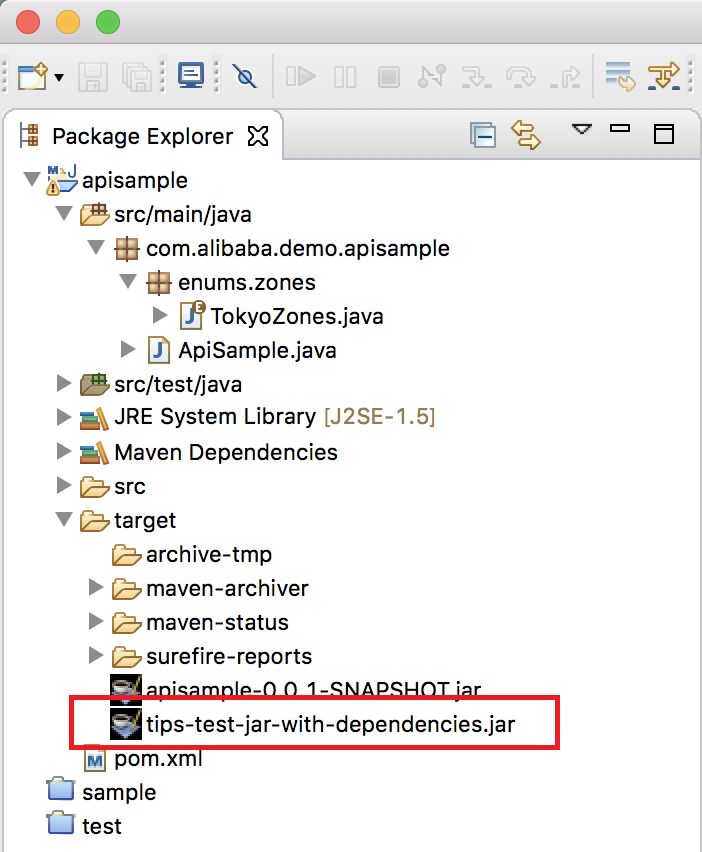 Package Explorer
apisample
src/main/java
com.alibaba.demo.apisample
enums.zones
TokyoZones.java
ApiSample.java
src/test/java
JRE System Library [J2SE-1.5]
Maven Dependencies
src
target
archive-tmp
maven-archiver
maven-status
surefire-reports
apisample-0.0.1-SNAPSHOT.jar
tips-test-jar-with-dependencies.jar
pom.xml
sample
test